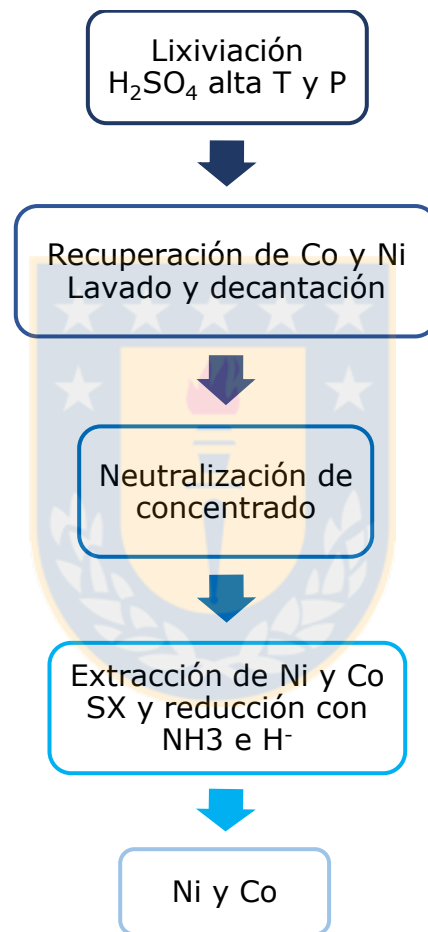 Lixiviación
H₂SO₄ alta T y P
Recuperación de Co y Ni
Lavado y decantación
Neutralización de
concentrado
Extracción de Ni y Co
SX y reducción con
NH3 e H⁻
Ni y Co